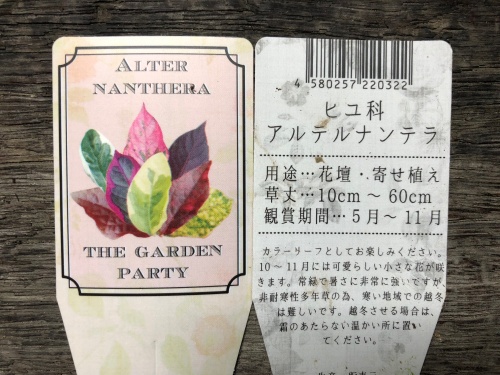 ALTER
NANTHERA
THE GARDEN
PARTY
4 580257 220322
ヒユ科
アルテルナンテラ
用途…花壇・寄せ植え
草丈…10cm～60cm
観賞期間…5月～11月
カラーリーフとしてお楽しみください。
10～11月には可愛らしい小さな花が咲
きます。常緑で暑さに非常に強いですが、
非耐寒性多年草の為、寒い地域での越冬
は難しいです。越冬させる場合は、
霜のあたらない温かい所に置い
てください。